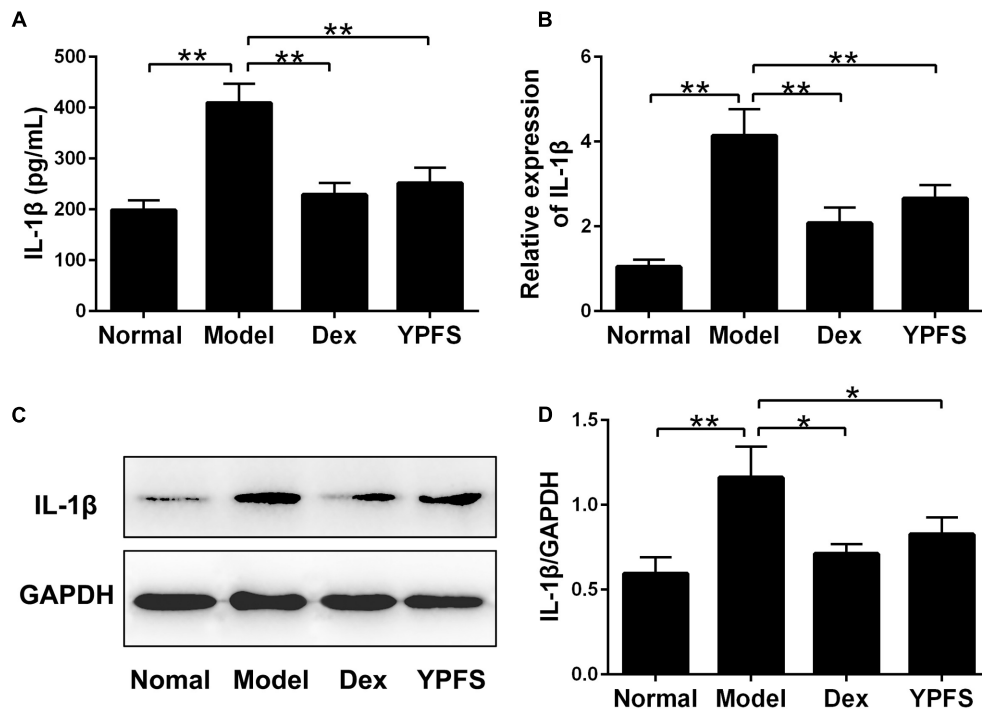 A
IL-1β (pg/mL)
500
400
300
200
100
0
**
**
**
Normal Model Dex YPFS
B
Relative expression
of IL-1β
6
4
2
0
**
**
**
Normal Model Dex YPFS
C
IL-1β
GAPDH
Nomal Model Dex YPFS
D
IL-1β/GAPDH
1.5
1.0
0.5
0.0
*
**
*
Normal Model Dex YPFS